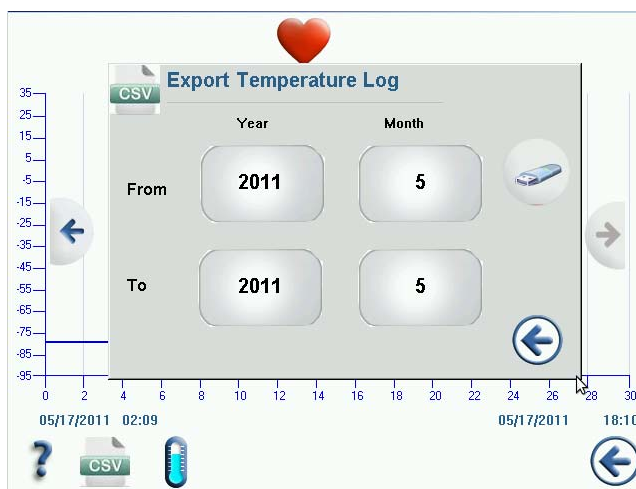 CSV
Export Temperature Log
Year Month
From 2011 5
To 2011 5
35
25
15
5
-5
-15
-25
-35
-45
-55
-65
-75
-85
-95
0 2 4 6 8 10 12 14 16 18 20 22 24 26 28 30
05/17/2011 02:09 05/17/2011 18:10
? CSV